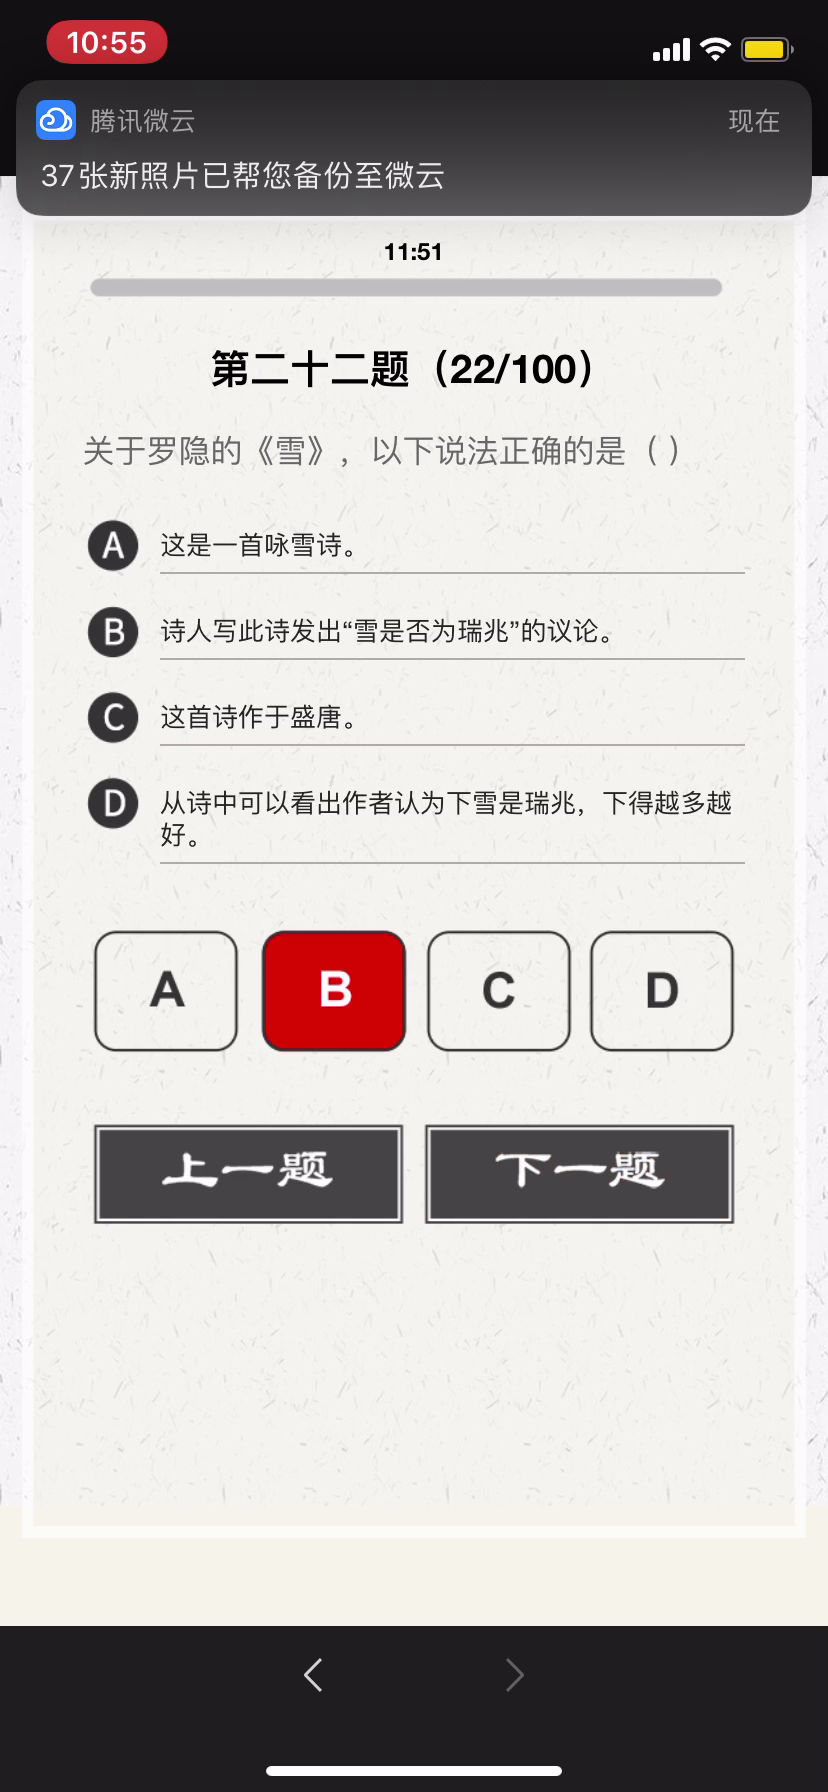 10:55
腾讯微云
现在
37张新照片已帮您备份至微云
11:51
第二十二题（22/100）
关于罗隐的《雪》，以下说法正确的是（ ）
A 这是一首咏雪诗。
B 诗人写此诗发出“雪是否为瑞兆”的议论。
C 这首诗作于盛唐。
D 从诗中可以看出作者认为下雪是瑞兆，下得越多越
好。
A B C D
上一题 下一题